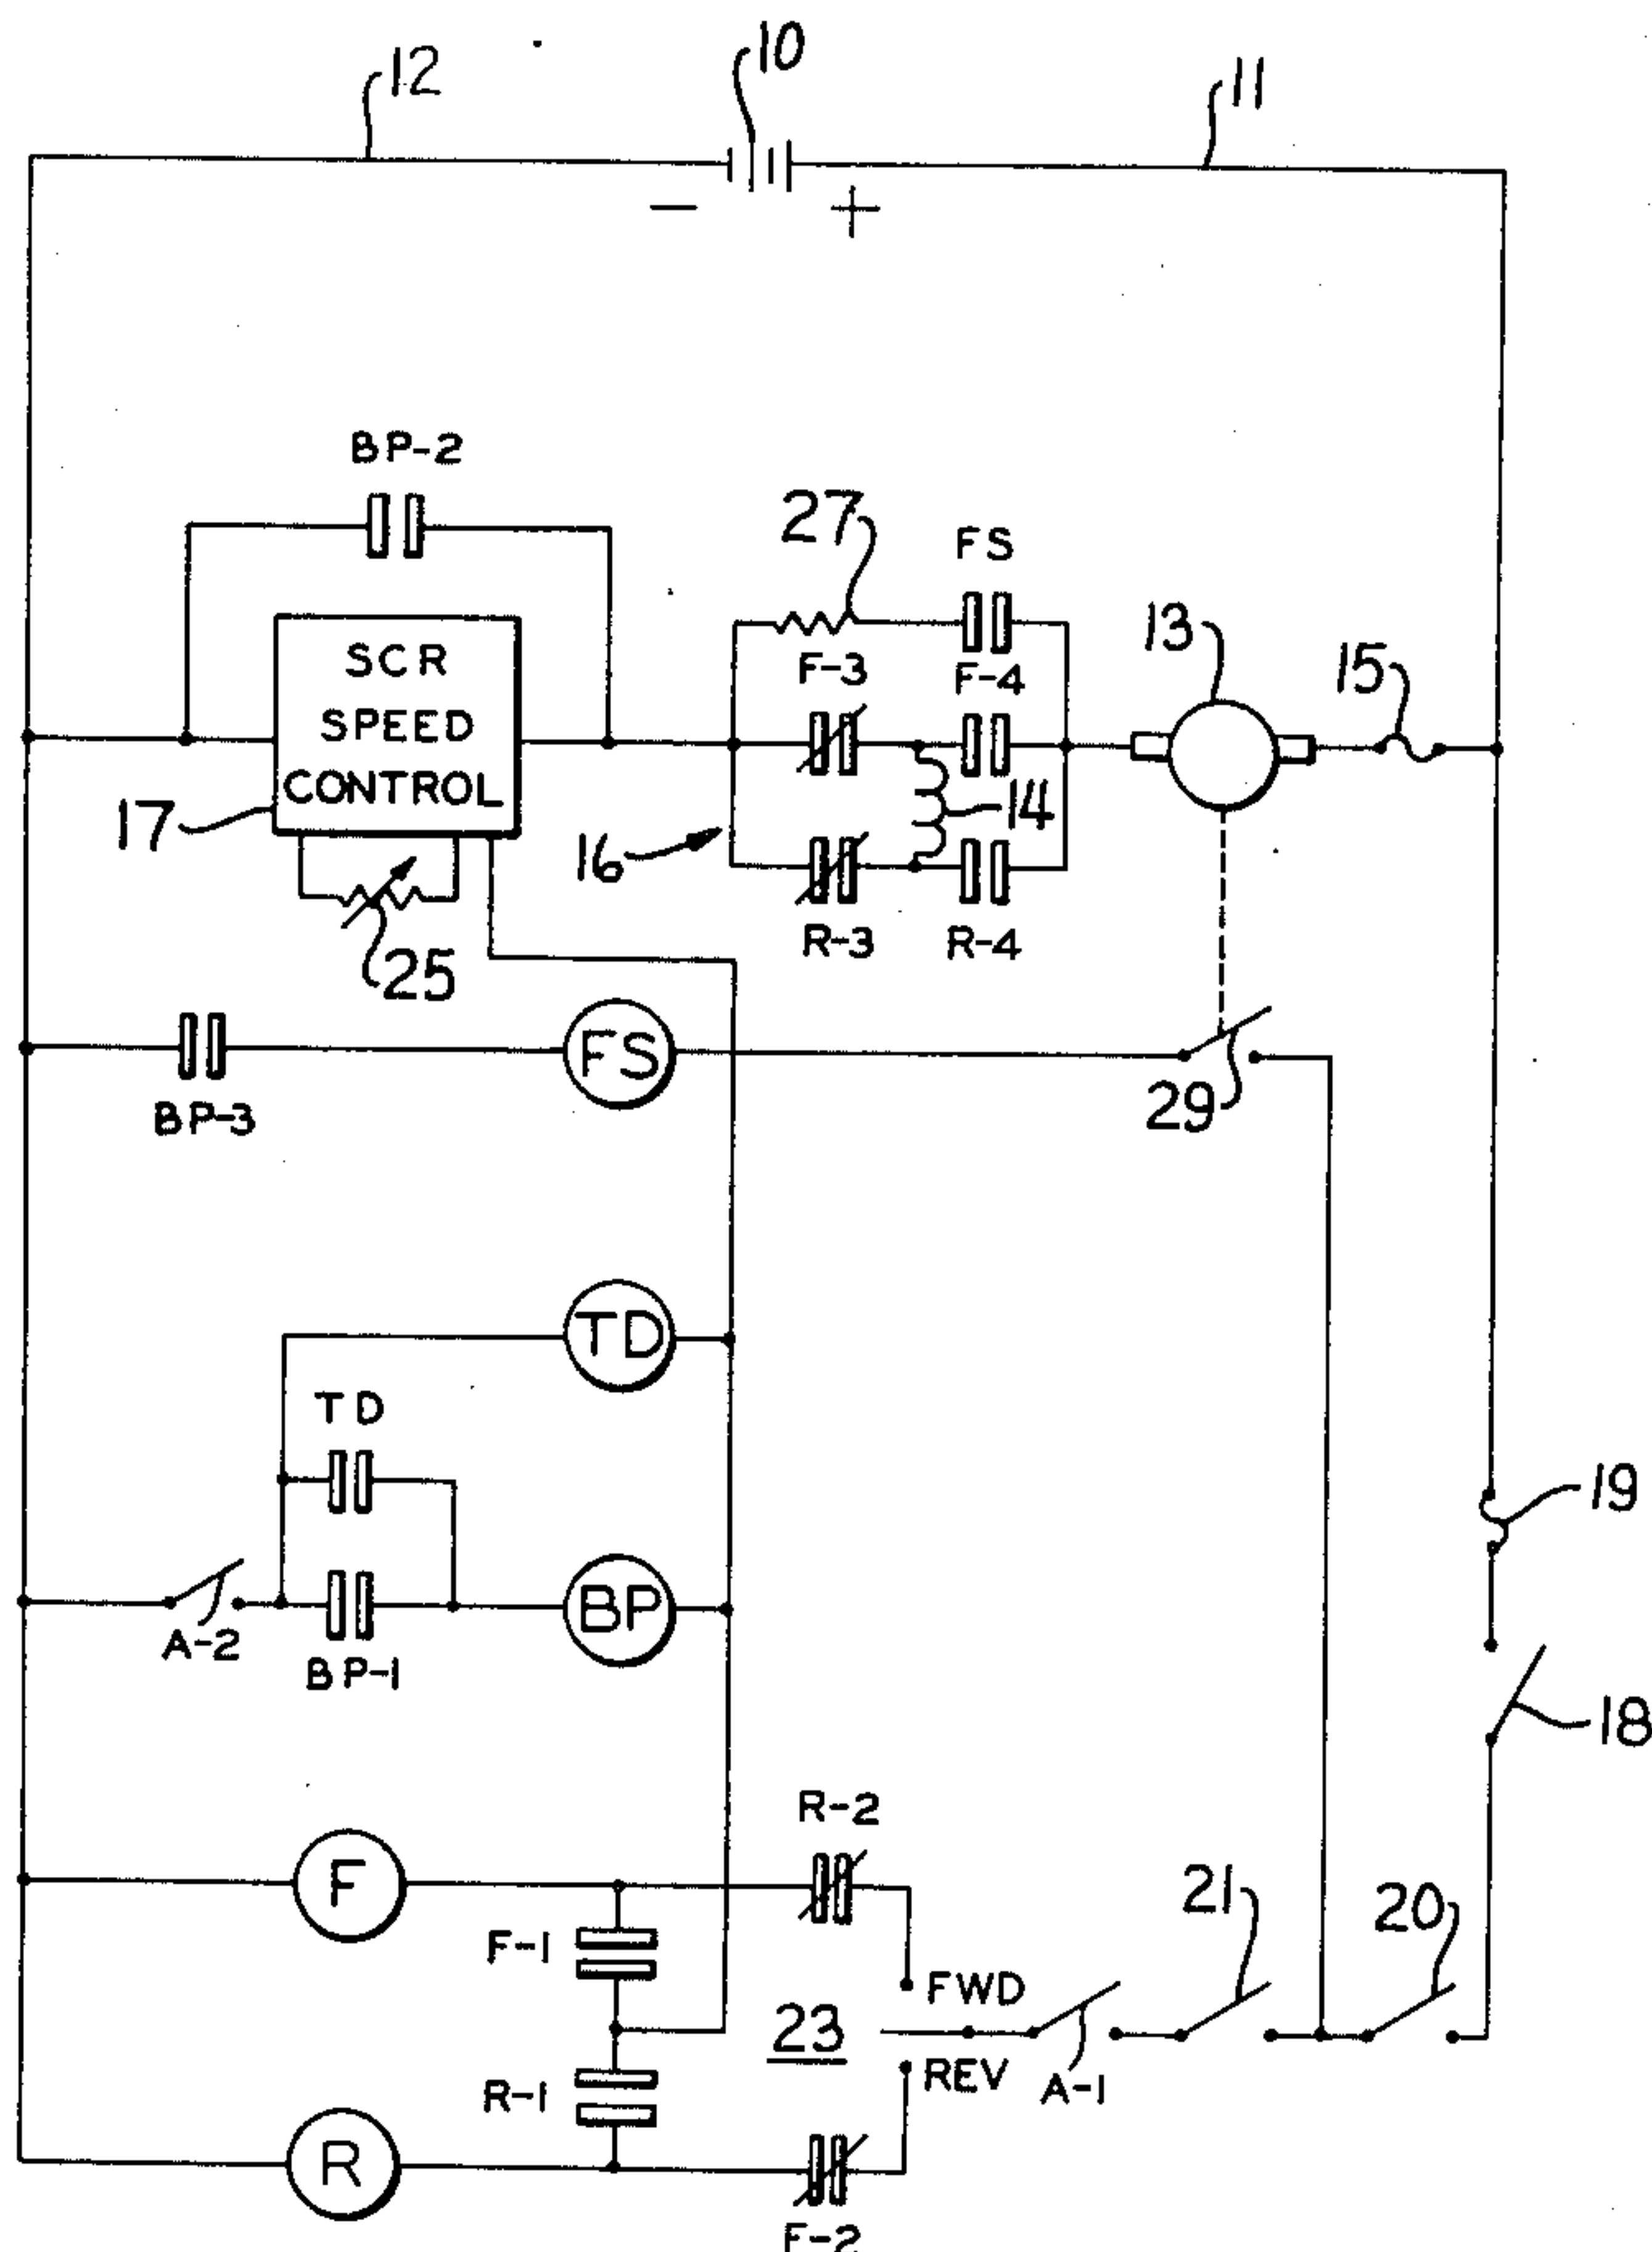 12
10
11
−
+
BP-2
27
FS
13
15
SCR
SPEED
CONTROL
F-3
F-4
17
16
14
25
R-3
R-4
FS
BP-3
29
TD
TD
19
A-2
BP-1
BP
18
R-2
F
F-1
21
20
FWD
23
REV
A-1
R-1
R
F-2